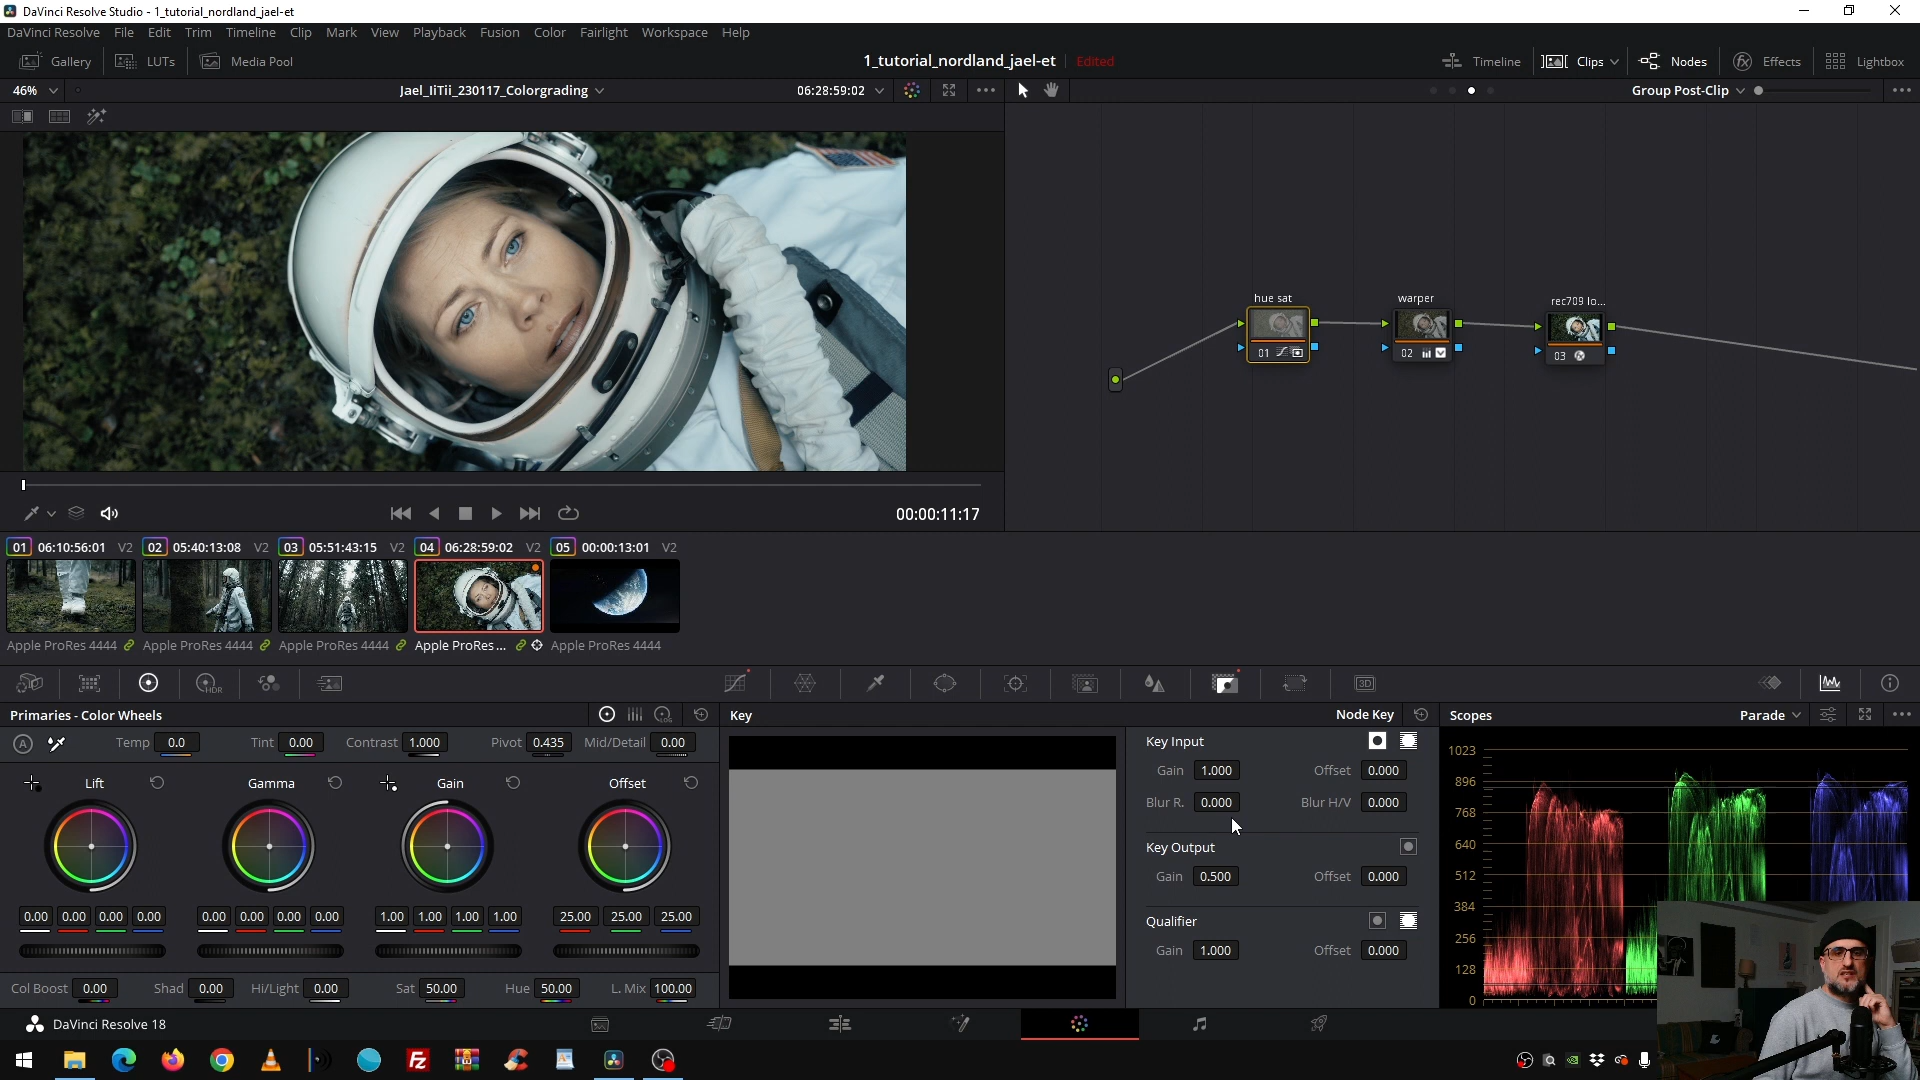 DaVinci Resolve Studio - 1_tutorial_nordland_jael-et
DaVinci Resolve File Edit Trim Timeline Clip Mark View Playback Fusion Color Fairlight Workspace Help
Gallery LUTs Media Pool 1_tutorial_nordland_jael-et Edited Timeline Clips Nodes Effects Lightbox
46% Jael_IiTii_230117_Colorgrading 06:28:59:02 Group Post-Clip
hue sat warper rec709 lo...
01 02 03
00:00:11:17
01 06:10:56:01 V2 02 05:40:13:08 V2 03 05:51:43:15 V2 04 06:28:59:02 V2 05 00:00:13:01 V2
Apple ProRes 4444 Apple ProRes 4444 Apple ProRes 4444 Apple ProRes ... Apple ProRes 4444
HDR 3D
Primaries - Color Wheels LOG Key Node Key Scopes Parade
A Temp 0.0 Tint 0.00 Contrast 1.000 Pivot 0.435 Mid/Detail 0.00
Key Input
Gain 1.000 Offset 0.000
Blur R. 0.000 Blur H/V 0.000
Key Output
Gain 0.500 Offset 0.000
Qualifier
Gain 1.000 Offset 0.000
Lift Gamma Gain Offset
0.00 0.00 0.00 0.00 0.00 0.00 0.00 0.00 1.00 1.00 1.00 1.00 25.00 25.00 25.00
Col Boost 0.00 Shad 0.00 Hi/Light 0.00 Sat 50.00 Hue 50.00 L. Mix 100.00
1023
896
768
640
512
384
256
128
0
DaVinci Resolve 18
FZ